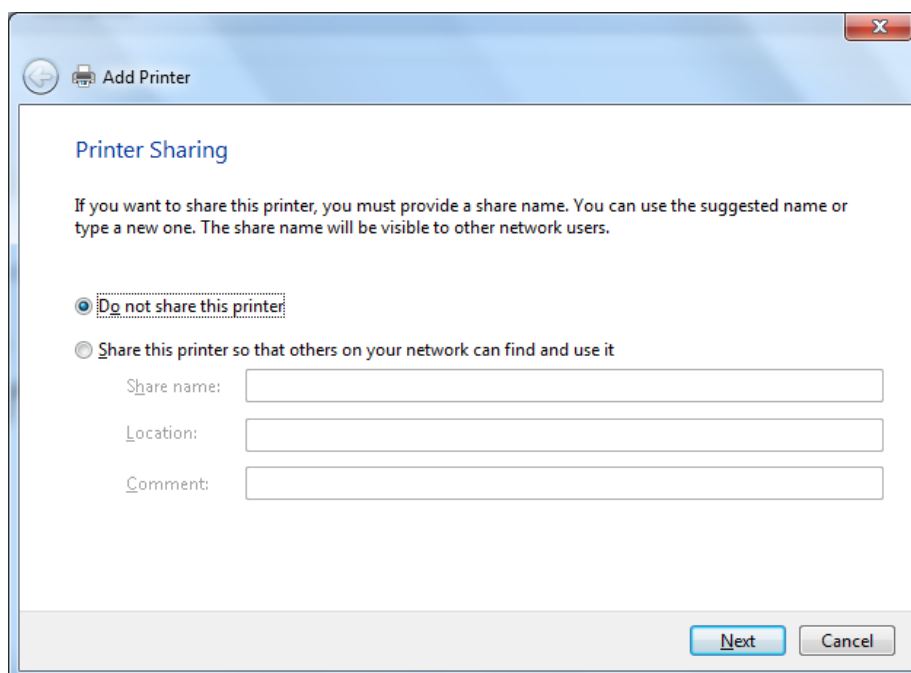 Add Printer
Printer Sharing
If you want to share this printer, you must provide a share name. You can use the suggested name or
type a new one. The share name will be visible to other network users.
Do not share this printer
Share this printer so that others on your network can find and use it
Share name:
Location:
Comment:
Next
Cancel